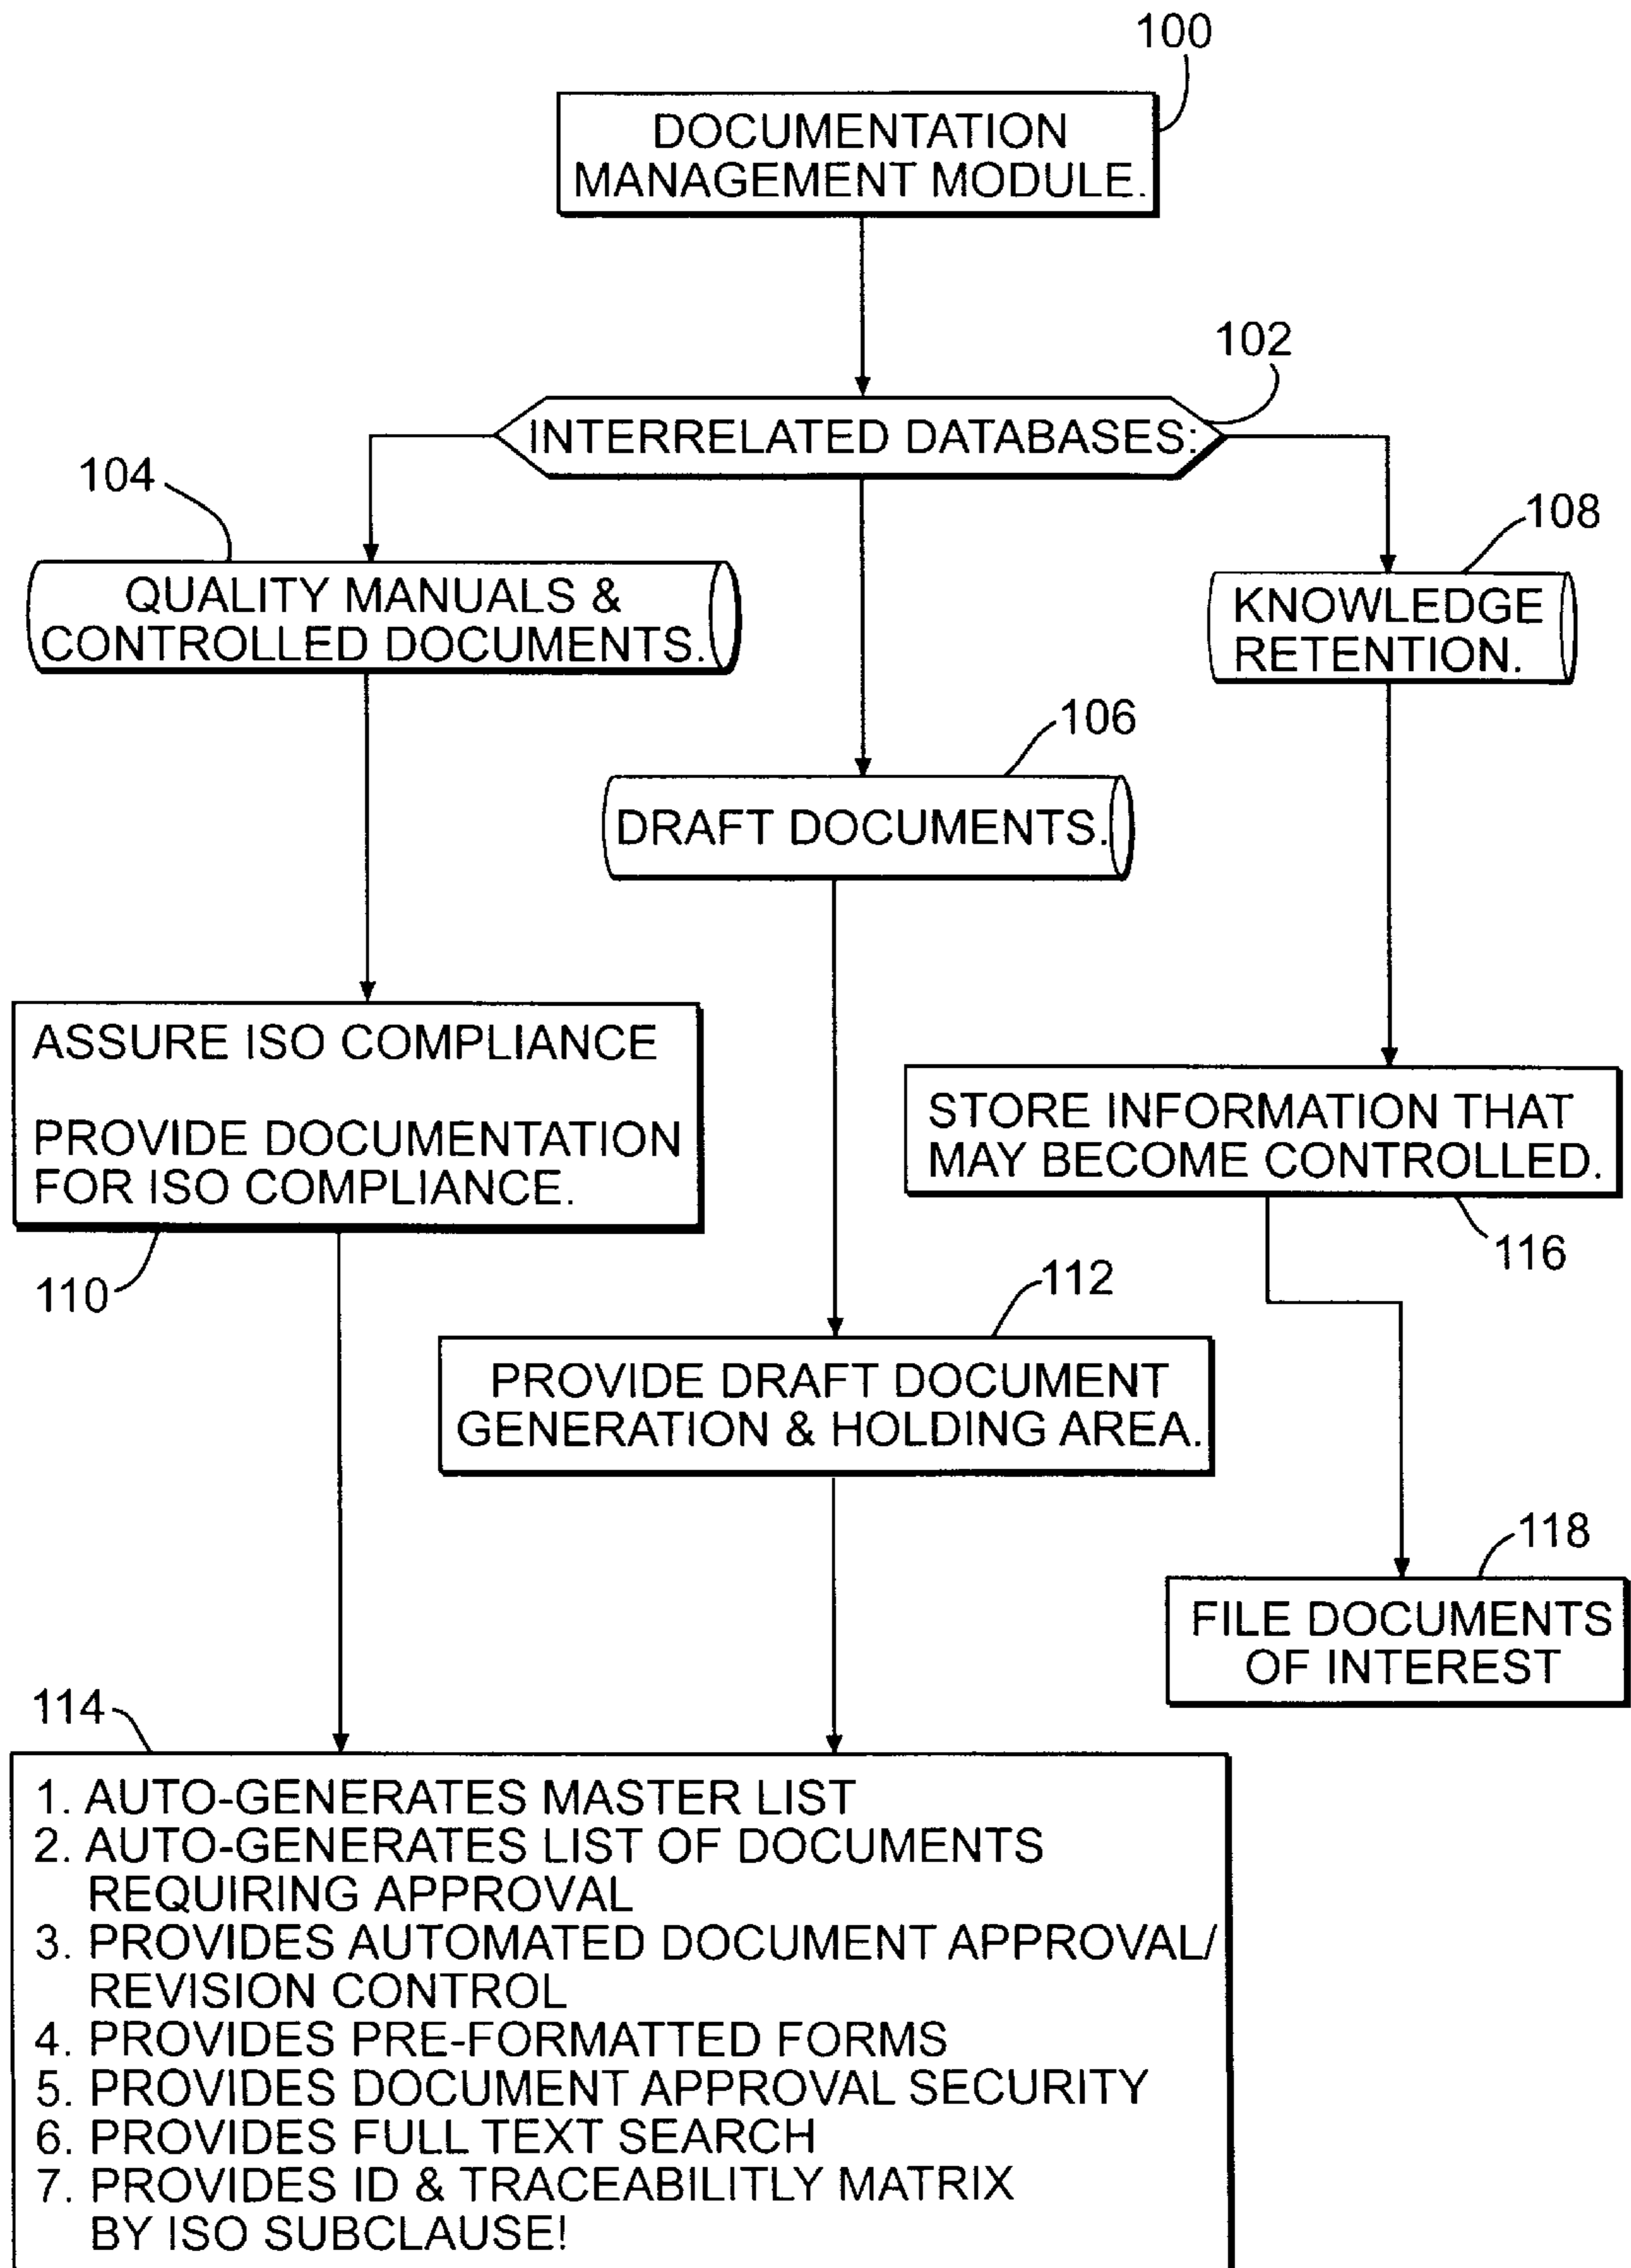 100
DOCUMENTATION
MANAGEMENT MODULE.
102
INTERRELATED DATABASES:
104
QUALITY MANUALS &
CONTROLLED DOCUMENTS.
108
KNOWLEDGE
RETENTION.
106
DRAFT DOCUMENTS.
ASSURE ISO COMPLIANCE
PROVIDE DOCUMENTATION
FOR ISO COMPLIANCE.
110
STORE INFORMATION THAT
MAY BECOME CONTROLLED.
116
112
PROVIDE DRAFT DOCUMENT
GENERATION & HOLDING AREA.
118
FILE DOCUMENTS
OF INTEREST
114
1. AUTO-GENERATES MASTER LIST
2. AUTO-GENERATES LIST OF DOCUMENTS
REQUIRING APPROVAL
3. PROVIDES AUTOMATED DOCUMENT APPROVAL/
REVISION CONTROL
4. PROVIDES PRE-FORMATTED FORMS
5. PROVIDES DOCUMENT APPROVAL SECURITY
6. PROVIDES FULL TEXT SEARCH
7. PROVIDES ID & TRACEABILITLY MATRIX
BY ISO SUBCLAUSE!